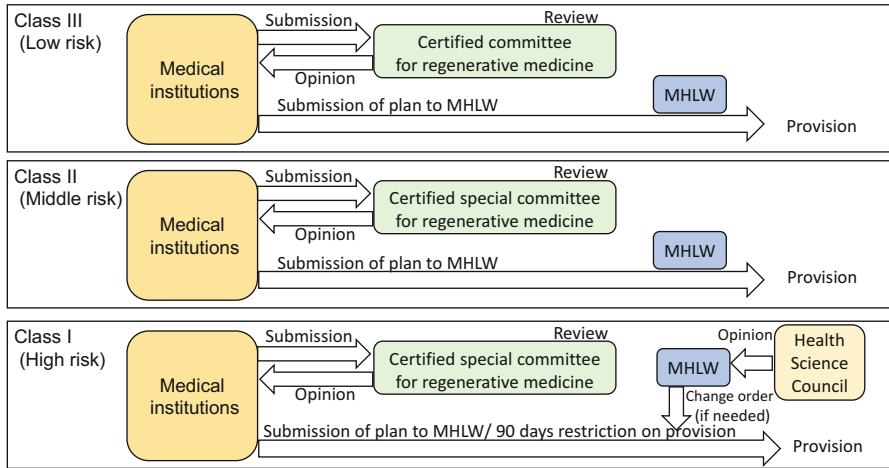 Class III
(Low risk)
Medical
institutions
Submission
Opinion
Review
Certified committee
for regenerative medicine
Submission of plan to MHLW
MHLW
Provision
Class II
(Middle risk)
Medical
institutions
Submission
Opinion
Review
Certified special committee
for regenerative medicine
Submission of plan to MHLW
MHLW
Provision
Class I
(High risk)
Medical
institutions
Submission
Opinion
Review
Certified special committee
for regenerative medicine
MHLW
Opinion
Health
Science
Council
Change order
(if needed)
Submission of plan to MHLW/ 90 days restriction on provision
Provision